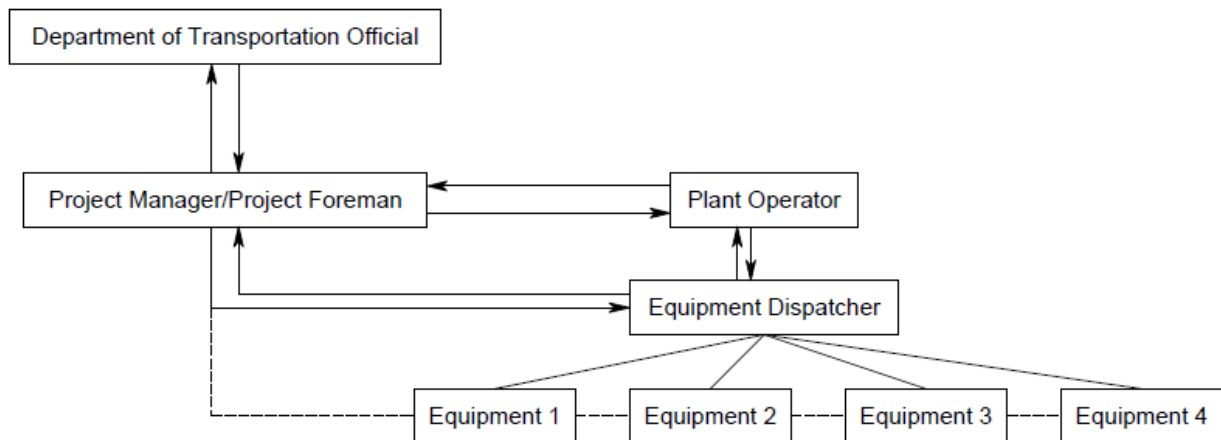 Department of Transportation Official
Project Manager/Project Foreman
Plant Operator
Equipment Dispatcher
Equipment 1
Equipment 2
Equipment 3
Equipment 4